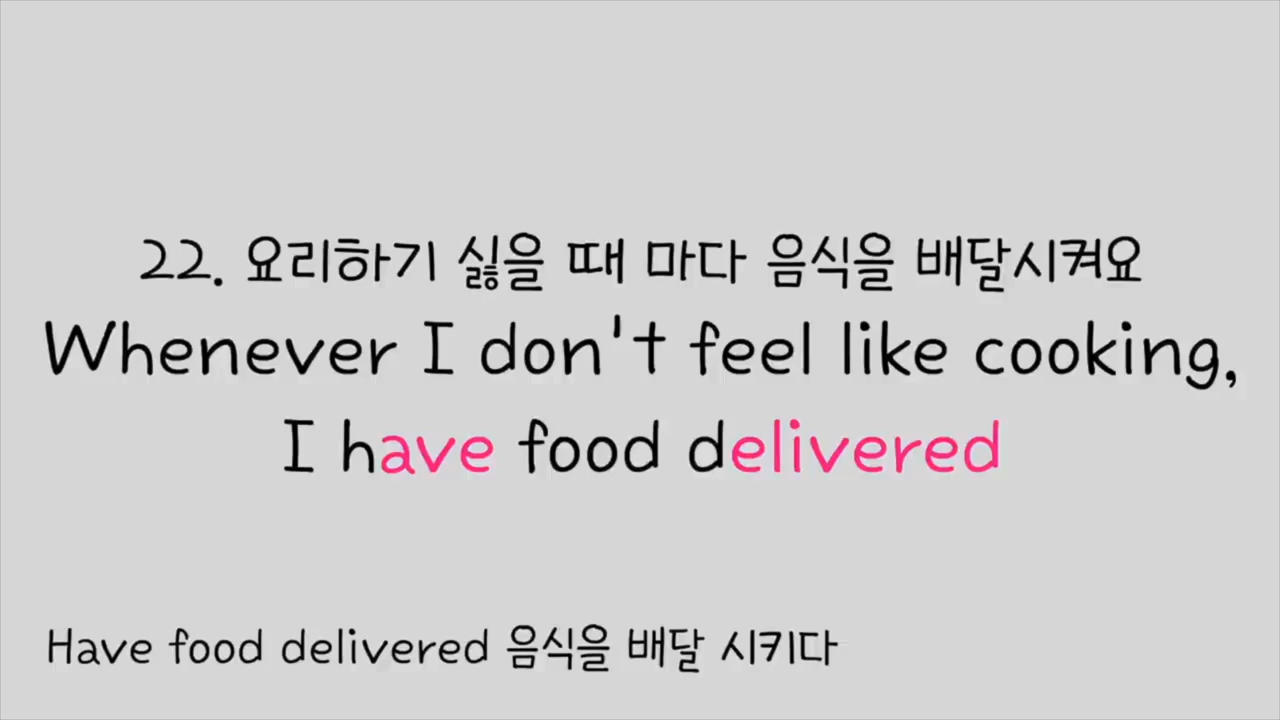 22. 요리하기 싫을 때 마다 음식을 배달시켜요
Whenever I don't feel like cooking,
I have food delivered
Have food delivered 음식을 배달 시키다